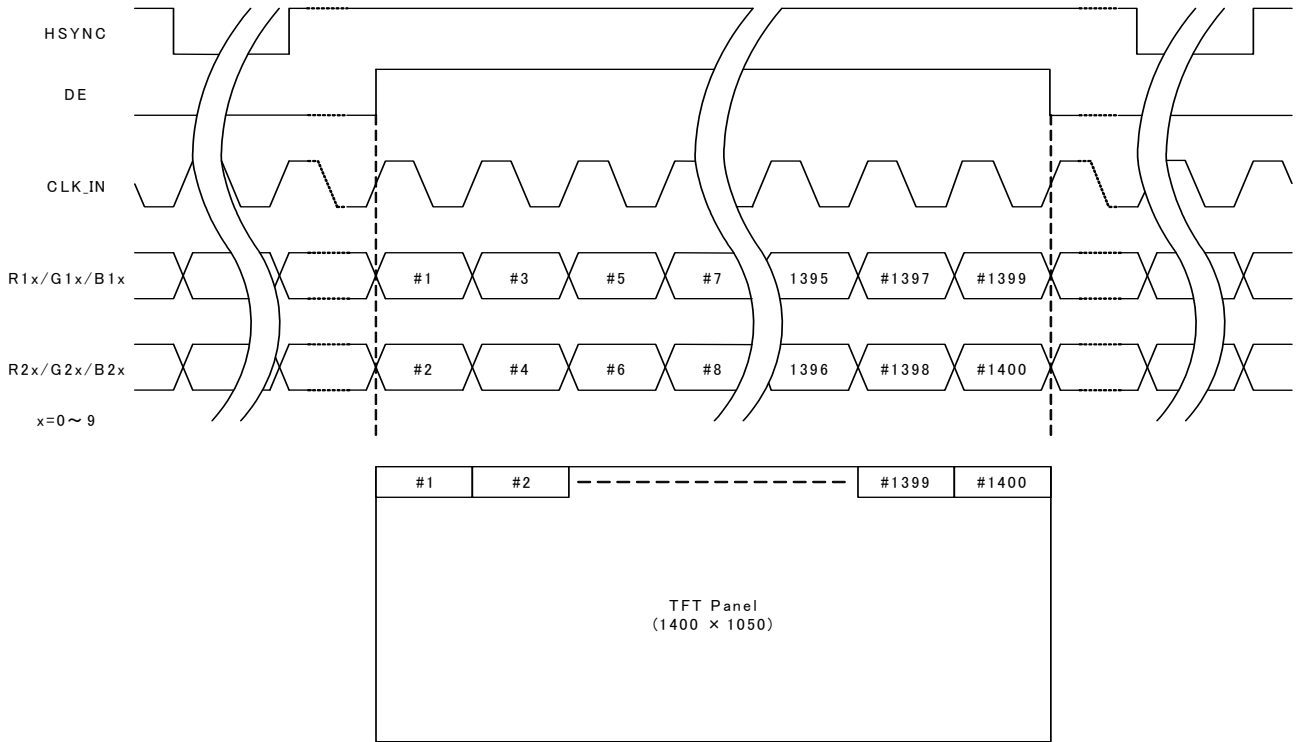 HSYNC
DE
CLK_IN
R1x/G1x/B1x
#1 #3 #5 #7 1395 #1397 #1399
R2x/G2x/B2x
#2 #4 #6 #8 1396 #1398 #1400
x=0～9
#1 #2 #1399 #1400
TFT Panel
(1400 × 1050)